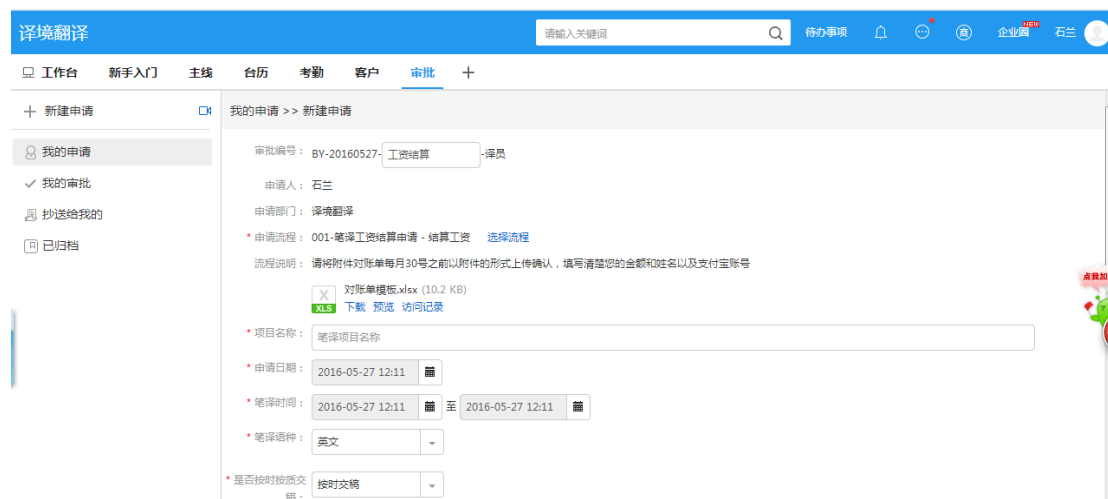 译境翻译 请输入关键词 待办事项 商 企业圈 NEW 石兰
工作台 新手入门 主线 台历 考勤 客户 审批
新建申请 我的申请 >> 新建申请
我的申请
我的审批
抄送给我的
已归档
审批编号： BY-20160527- 工资结算 -译员
申请人： 石兰
申请部门： 译境翻译
* 申请流程： 001-笔译工资结算申请 - 结算工资 选择流程
流程说明： 请将附件对账单每月30号之前以附件的形式上传确认，填写清楚您的金额和姓名以及支付宝账号
X XLS 对账单模板.xlsx (10.2 KB)
下载 预览 访问记录
点我加
* 项目名称： 笔译项目名称
* 申请日期： 2016-05-27 12:11
* 笔译时间： 2016-05-27 12:11 至 2016-05-27 12:11
* 笔译语种： 英文
* 是否按时按质交
稿： 按时交稿